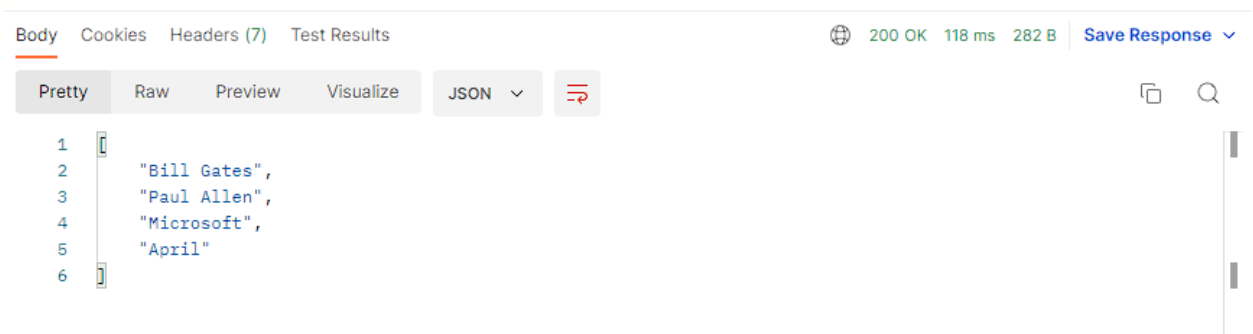 Body Cookies Headers (7) Test Results 200 OK 118 ms 282 B Save Response
Pretty Raw Preview Visualize JSON
1 [
2 "Bill Gates",
3 "Paul Allen",
4 "Microsoft",
5 "April"
6 ]